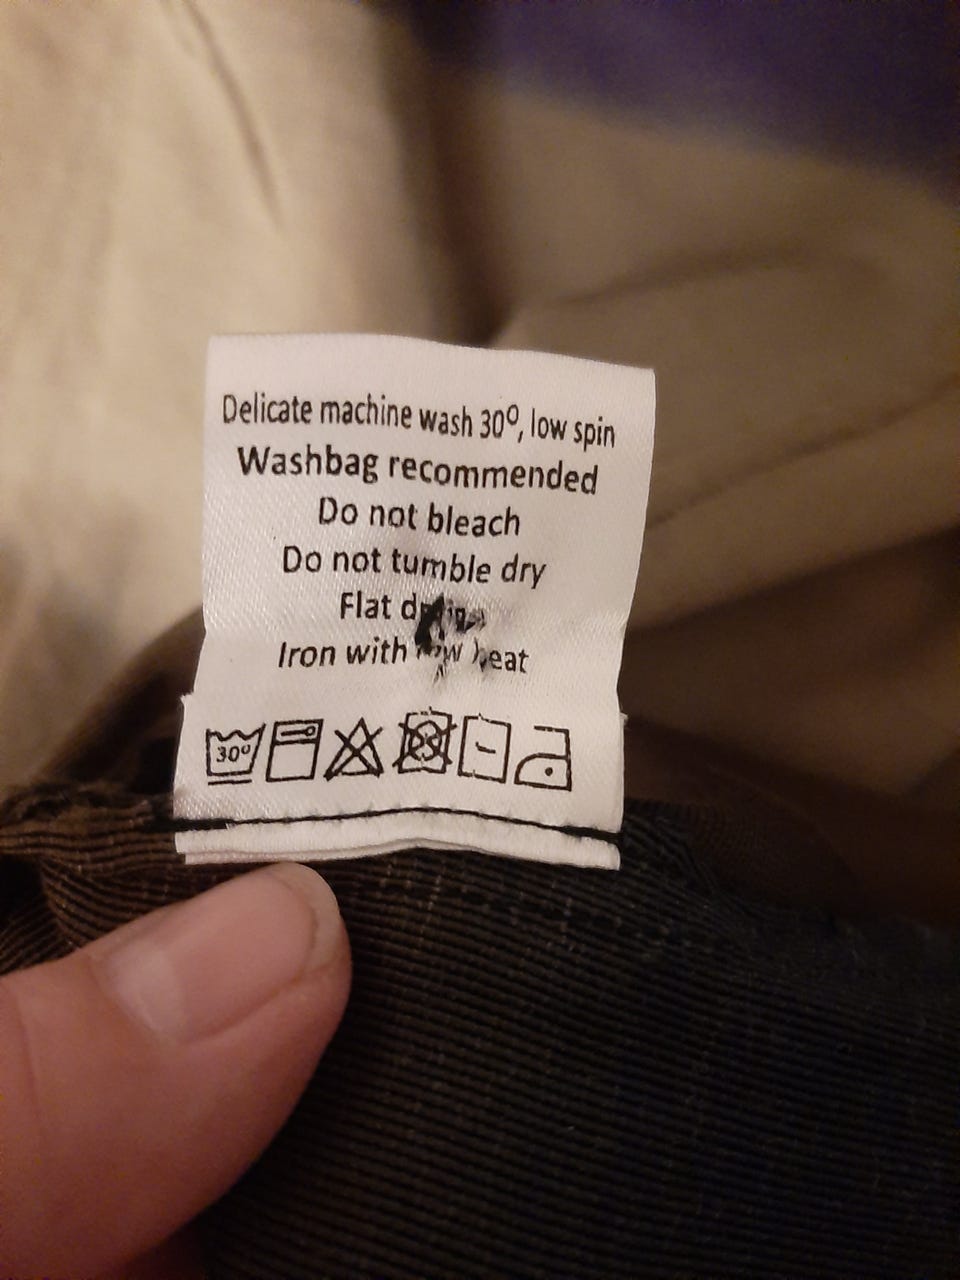 Delicate machine wash 30º, low spin
Washbag recommended
Do not bleach
Do not tumble dry
Flat
Iron with heat
30º